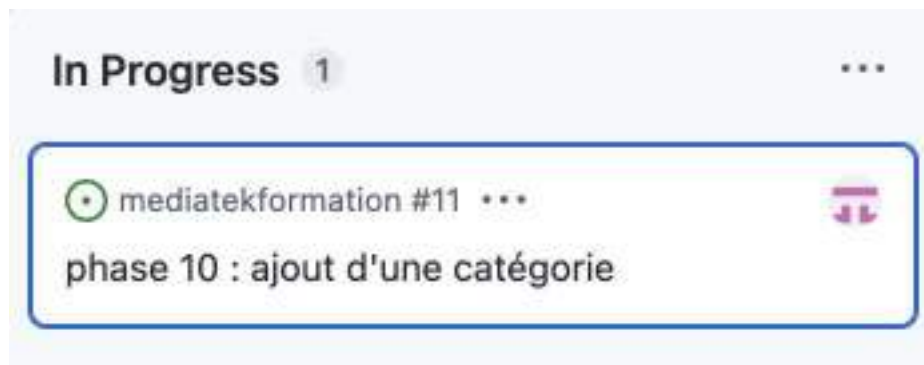 In Progress 1
mediatekformation #11
phase 10 : ajout d'une catégorie